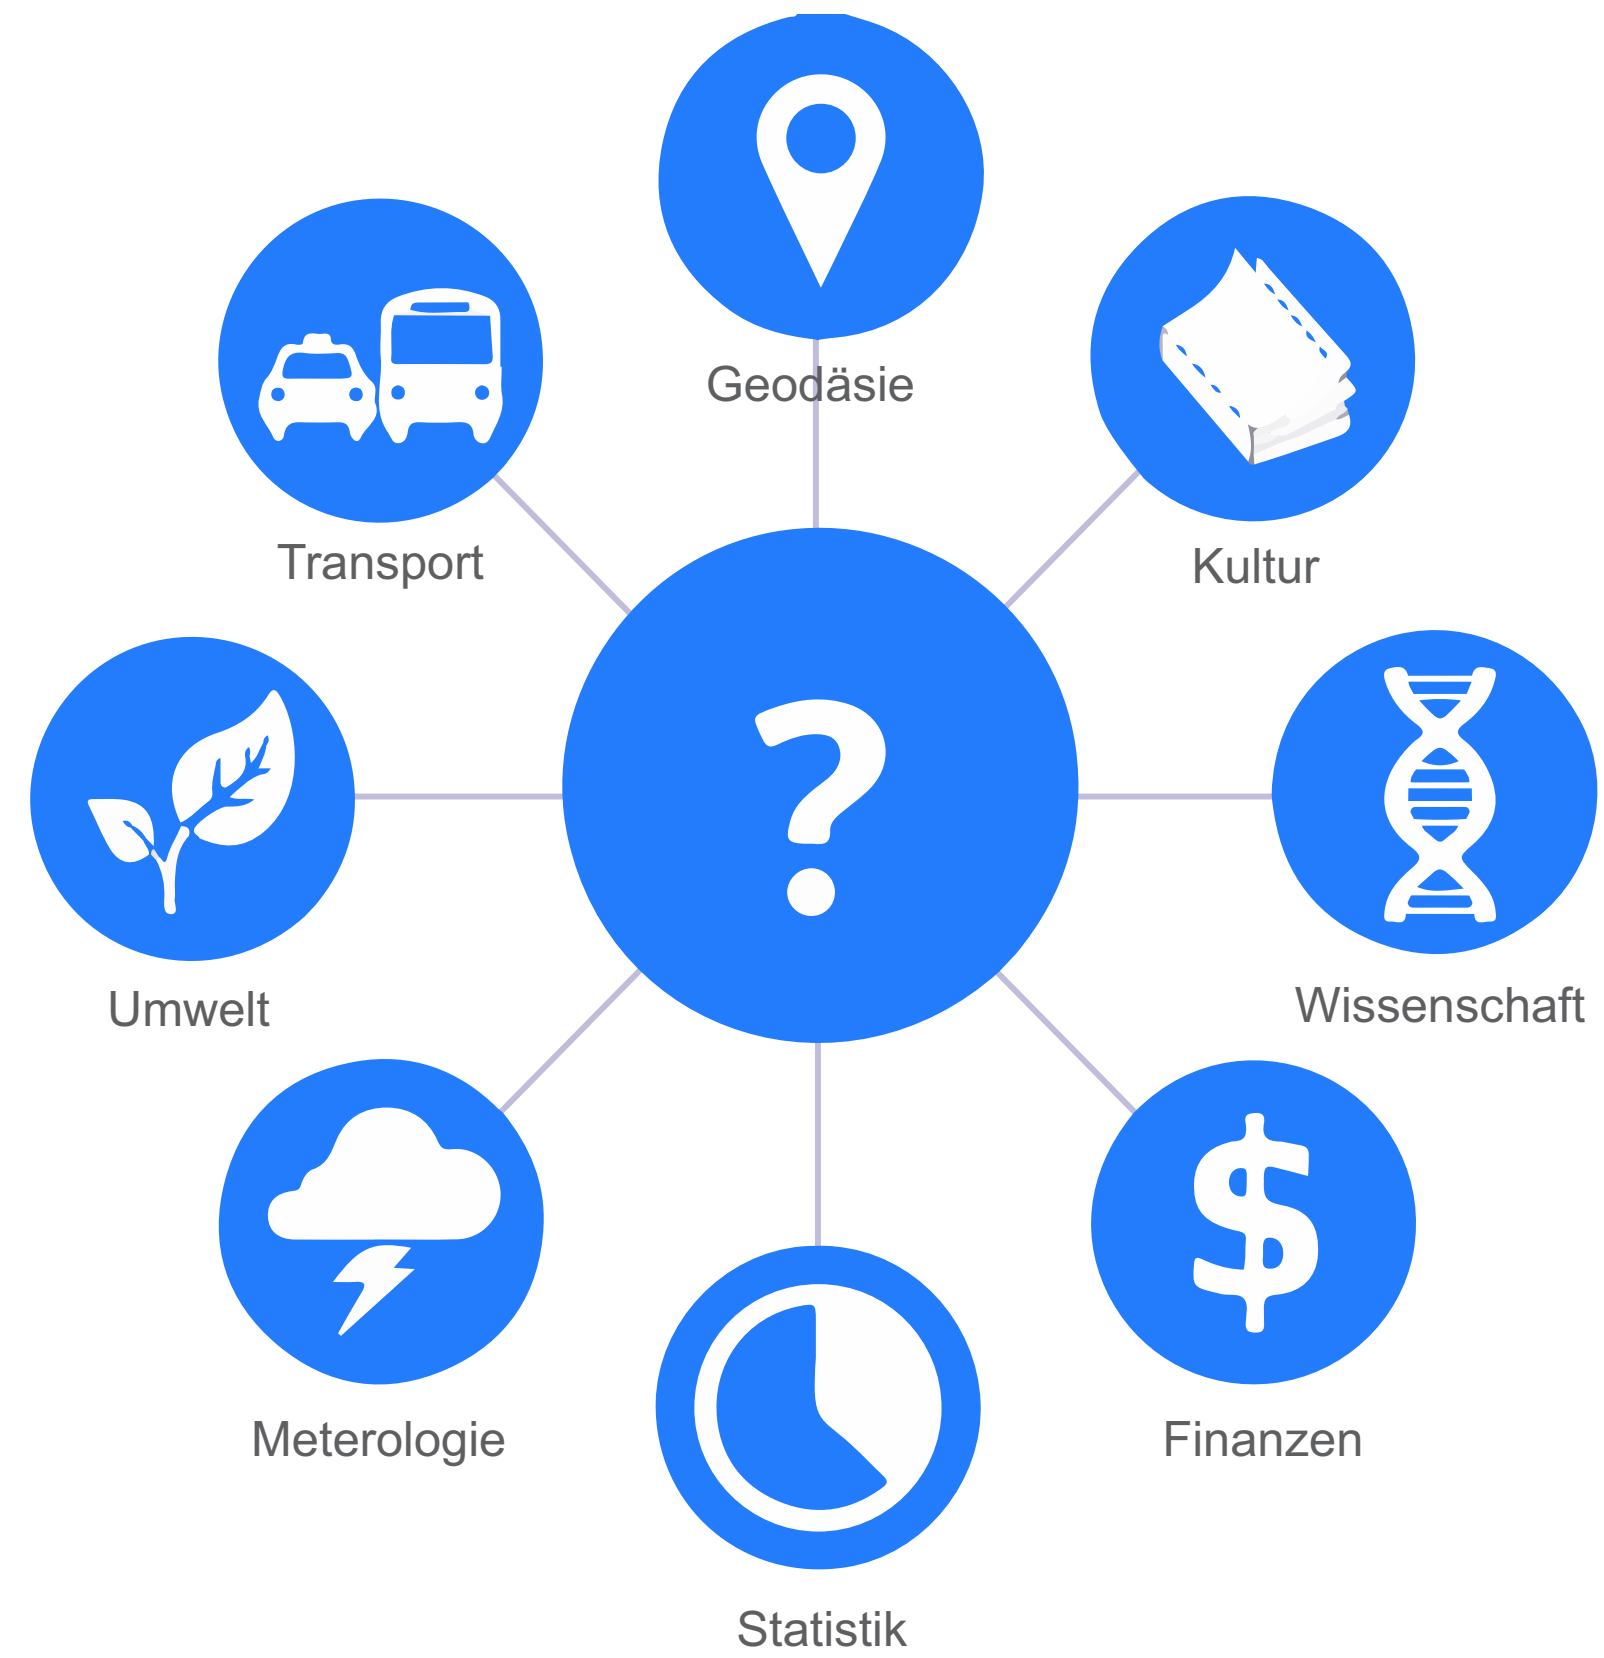 Geodäsie
Transport
Kultur
?
Umwelt
Wissenschaft
$
Meterologie
Finanzen
Statistik